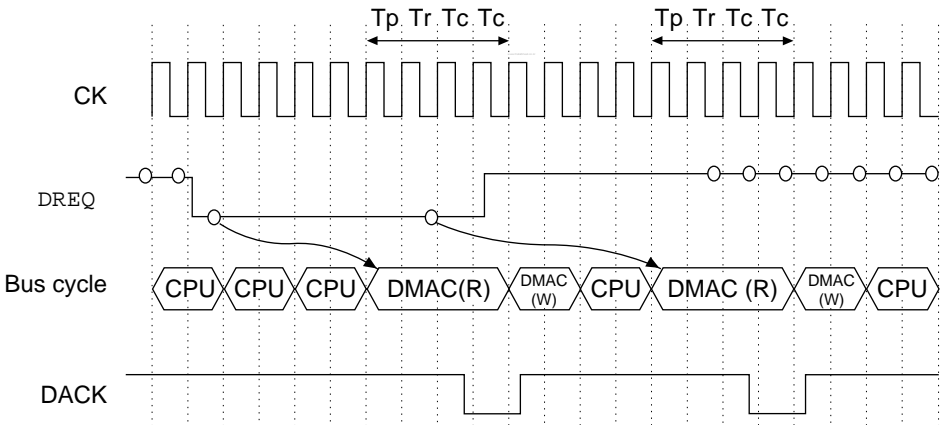 Tp Tr Tc Tc Tp Tr Tc Tc
CK
DREQ
Bus cycle CPU CPU CPU DMAC(R) DMAC (W) CPU DMAC (R) DMAC (W) CPU
DACK